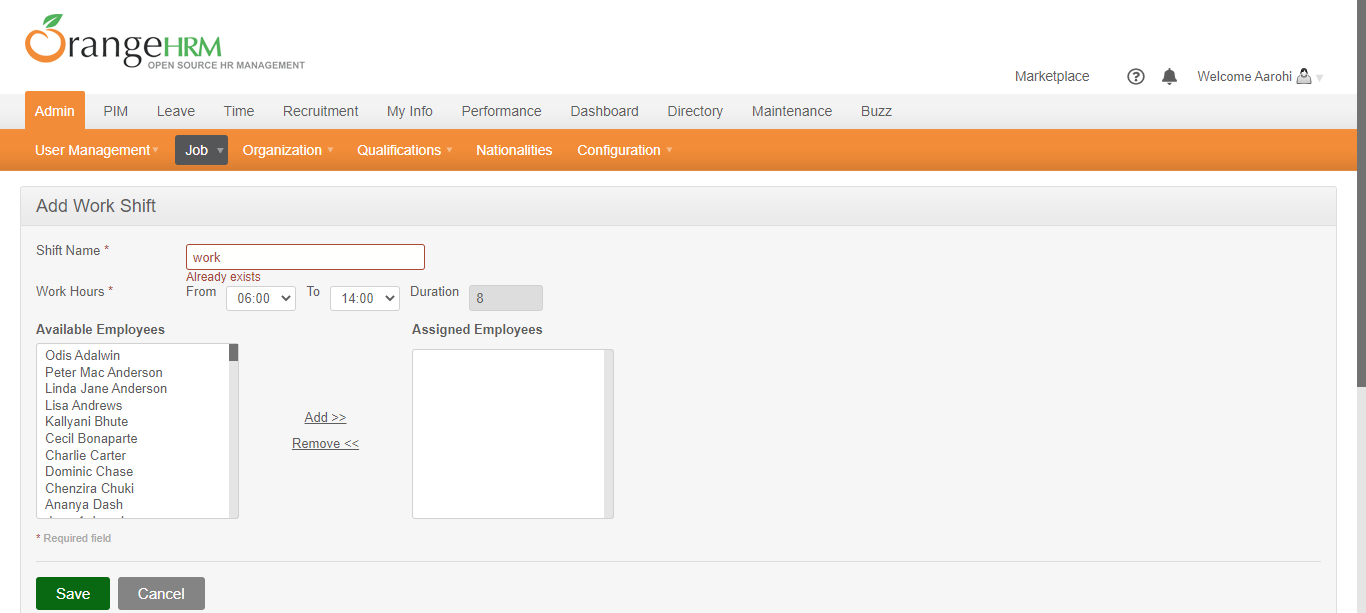 OrangeHRM
OPEN SOURCE HR MANAGEMENT
Marketplace Welcome Aarohi
Admin PIM Leave Time Recruitment My Info Performance Dashboard Directory Maintenance Buzz
User Management Job Organization Qualifications Nationalities Configuration
Add Work Shift
Shift Name *
work
Already exists
Work Hours * From 06:00 To 14:00 Duration 8
Available Employees Assigned Employees
Odis Adalwin
Peter Mac Anderson
Linda Jane Anderson
Lisa Andrews
Kallyani Bhute
Cecil Bonaparte
Charlie Carter
Dominic Chase
Chenzira Chuki
Ananya Dash
Add >>
Remove <<
* Required field
Save Cancel